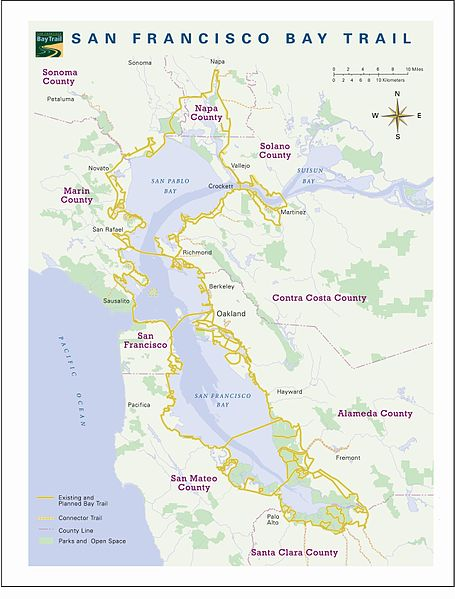 Bay Trail
SAN FRANCISCO BAY TRAIL
Sonoma
Napa
Sonoma
County
Petaluma
0 2 4 6 8 10 Miles
0 2 4 6 8 10 Kilometers
N
W E
S
Napa
County
Solano
County
Novato
Vallejo
SAN PABLO
BAY
SUISUN
BAY
Crockett
Marin
County
Martinez
San Rafael
Richmond
Berkeley
Contra Costa County
Sausalito
Oakland
San
Francisco
PACIFIC OCEAN
SAN FRANCISCO
BAY
Hayward
Pacifica
Alameda County
Fremont
San Mateo
County
Existing and
Planned Bay Trail
Connector Trail
County Line
Parks and Open Space
Palo
Alto
Santa Clara County